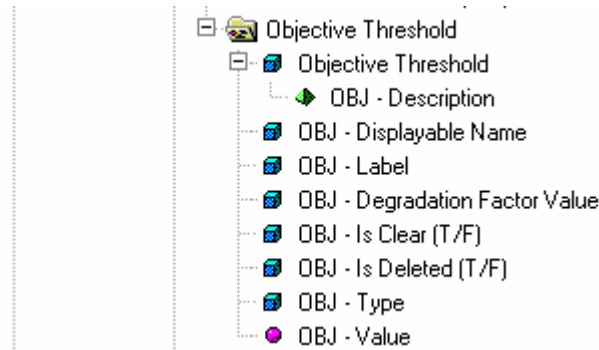 Objective Threshold
Objective Threshold
OBJ - Description
OBJ - Displayable Name
OBJ - Label
OBJ - Degradation Factor Value
OBJ - Is Clear (T/F)
OBJ - Is Deleted (T/F)
OBJ - Type
OBJ - Value